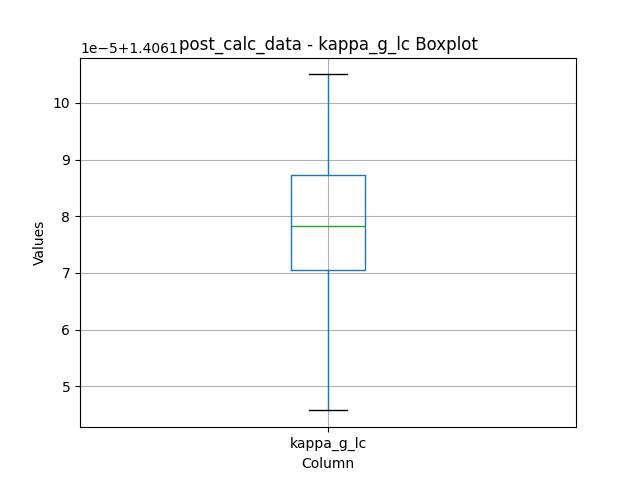 1e−5+1.4061
post_calc_data - kappa_g_lc Boxplot
10
9
8
7
6
5
Values
kappa_g_lc
Column